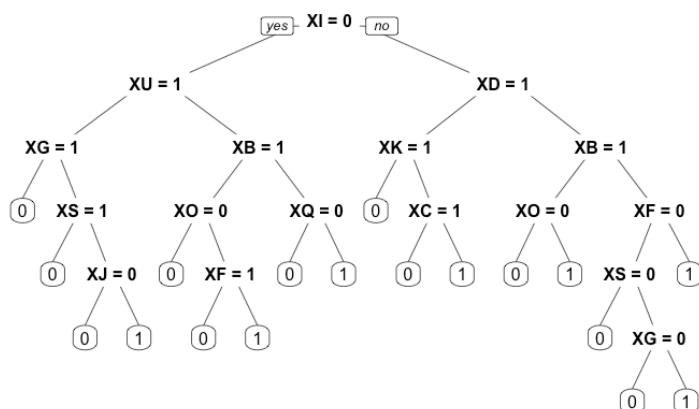 yes XI = 0 no
XU = 1 XD = 1
XG = 1 XB = 1 XK = 1 XB = 1
0 XS = 1 XO = 0 XQ = 0 0 XC = 1 XO = 0 XF = 0
0 XJ = 0 0 XF = 1 0 1 0 1 0 1 XS = 0 1
0 1 0 1 0 XG = 0
0 1